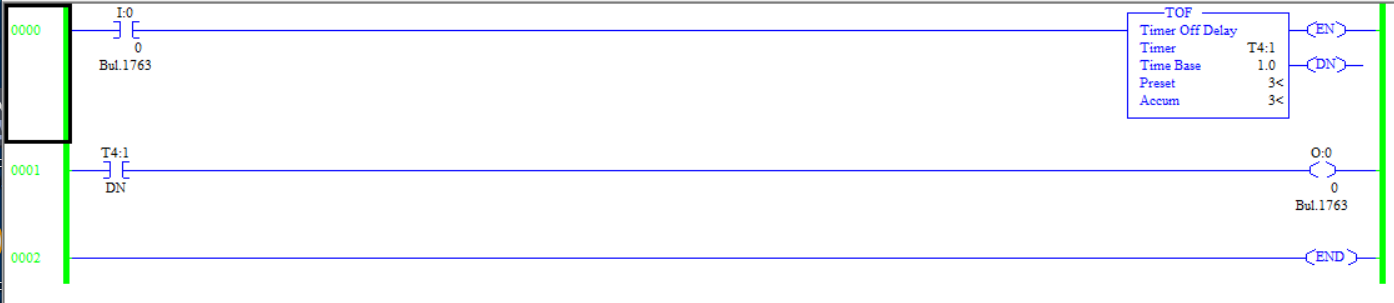 I:0
TOF
0000
Timer Off Delay
EN
0
Timer T4:1
Bul.1763
Time Base 1.0
DN
Preset 3<
Accum 3<
T4:1
O:0
0001
DN
0
Bul.1763
0002
END